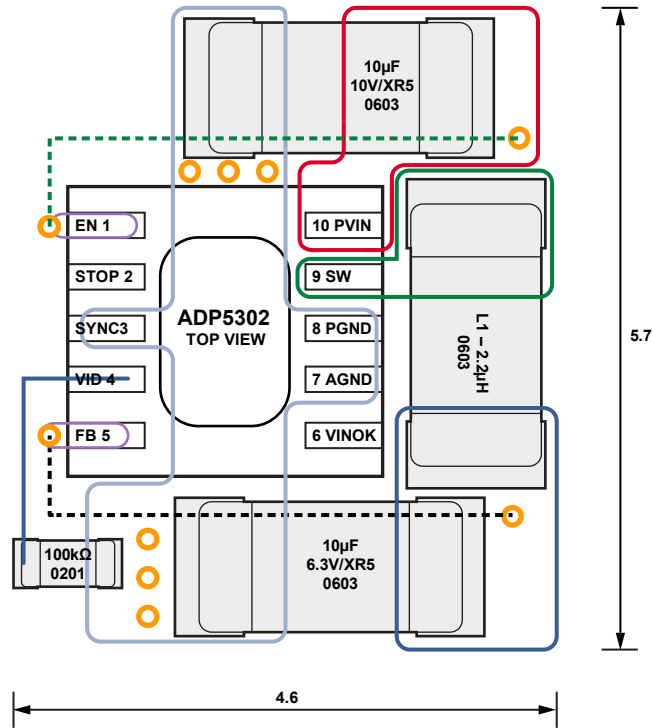 10µF
10V/XR5
0603
EN 1
STOP 2
SYNC3
VID 4
FB 5
ADP5302
TOP VIEW
10 PVIN
9 SW
8 PGND
7 AGND
6 VINOK
L1 – 2.2µH
0603
5.7
100kΩ
0201
10µF
6.3V/XR5
0603
4.6